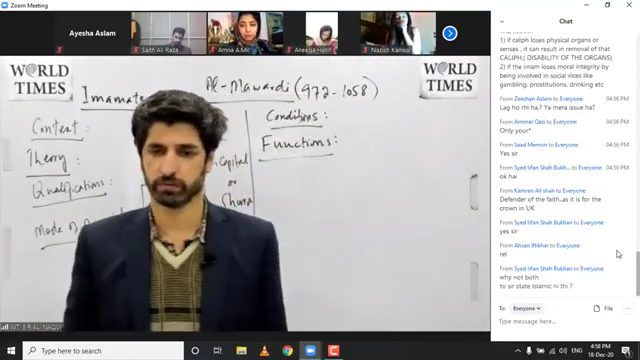 Zoom Meeting
Ayesha Aslam
Saith Ali Raza
Amna A.Mir
Aneeqa Hanif
Nazish Kanwal
W@RLD
TIMES
W@RLD
TIMES
Al-Mawardi (972-1058)
Imamate
Context :
Theory :
Qualifications :
Mode of
Capital
or
Shura
Conditions :
Functions :
Chat
1) if caliph loses physical organs or
senses , it can result in removal of that
CALIPH,( DISABILITY OF THE ORGANS)
2) if the imam loses moral integrity by
being involved in social vices like
gambling, prostitutions, drinking etc
From Zeeshan Aslam to Everyone: 04:56 PM
Lag ho rhi ha.? Ya mera issue ha?
From Ammar Qazi to Everyone: 04:56 PM
Only your*
From Saad Memon to Everyone: 04:56 PM
Yes sir
From Syed Irfan Shah Bukh... to Everyone: 04:56 PM
ok hai
From Kamran Ali shah to Everyone:
Defender of the faith..as it is for the
crown in UK
From Syed Irfan Shah Bukhari to Everyone:
yes sir
From Ahsan Iftikhar to Everyone:
rel
From Syed Irfan Shah Bukhari to Everyone:
why not both
to sir state islamic ni thi ?
To: Everyone
File
Type message here...
Type here to search
4:58 PM
18-Dec-20